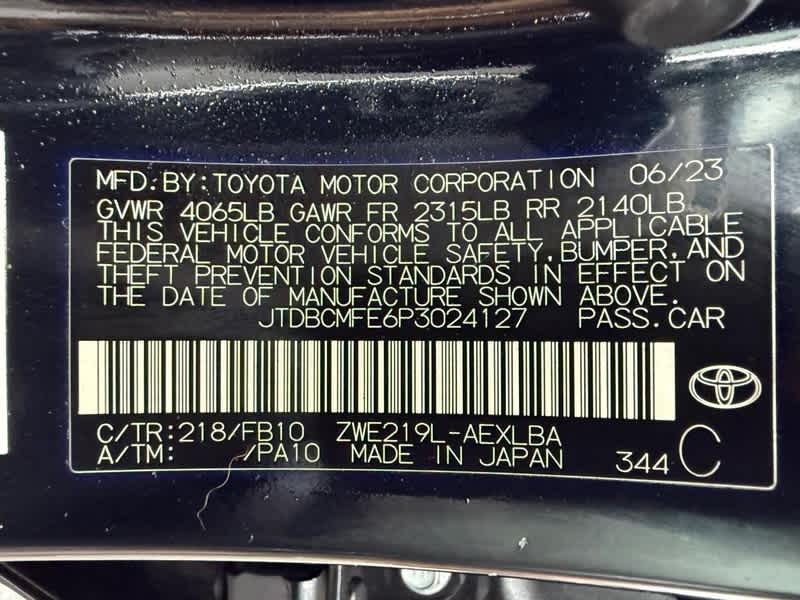 MFD.BY:TOYOTA MOTOR CORPORATION 06/23
GVWR 4065LB GAWR FR 2315LB RR 2140LB
THIS VEHICLE CONFORMS TO ALL APPLICABLE
FEDERAL MOTOR VEHICLE SAFETY,BUMPER,AND
THEFT PREVENTION STANDARDS IN EFFECT ON
THE DATE OF MANUFACTURE SHOWN ABOVE.
JTDBCMFE6P3024127 PASS.CAR
C/TR:218/FB10 ZWE219L-AEXLBA
A/TM: /PA10 MADE IN JAPAN 344 C